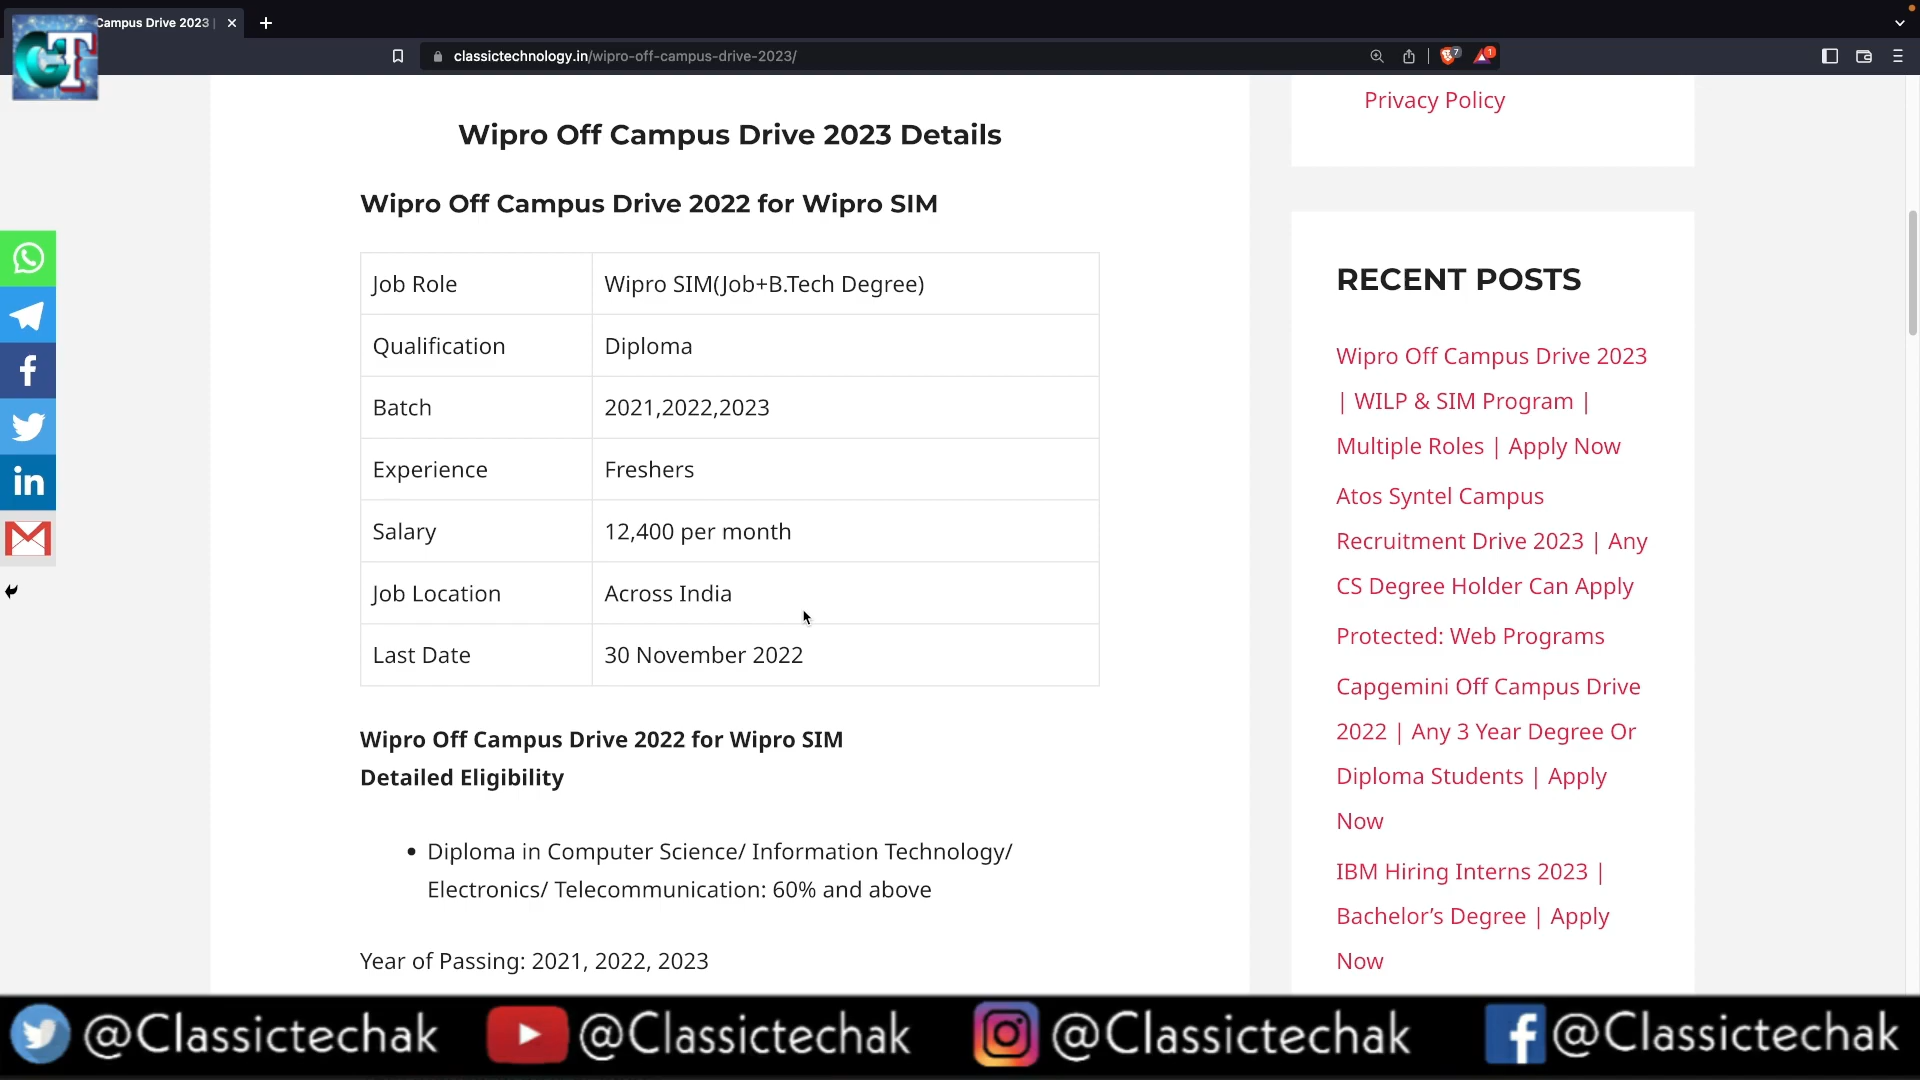 Campus Drive 2023 |
classictechnology.in/wipro-off-campus-drive-2023/
7
1
CT
Privacy Policy
Wipro Off Campus Drive 2023 Details
Wipro Off Campus Drive 2022 for Wipro SIM
Job Role Wipro SIM(Job+B.Tech Degree)
Qualification Diploma
Batch 2021,2022,2023
Experience Freshers
Salary 12,400 per month
Job Location Across India
Last Date 30 November 2022
Wipro Off Campus Drive 2022 for Wipro SIM
Detailed Eligibility
• Diploma in Computer Science/ Information Technology/
Electronics/ Telecommunication: 60% and above
Year of Passing: 2021, 2022, 2023
RECENT POSTS
Wipro Off Campus Drive 2023
| WILP & SIM Program |
Multiple Roles | Apply Now
Atos Syntel Campus
Recruitment Drive 2023 | Any
CS Degree Holder Can Apply
Protected: Web Programs
Capgemini Off Campus Drive
2022 | Any 3 Year Degree Or
Diploma Students | Apply
Now
IBM Hiring Interns 2023 |
Bachelor’s Degree | Apply
Now
@Classictechak @Classictechak @Classictechak @Classictechak